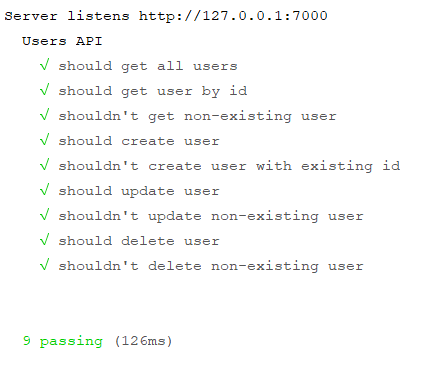 Server listens http://127.0.0.1:7000
Users API
√ should get all users
√ should get user by id
√ shouldn't get non-existing user
√ should create user
√ shouldn't create user with existing id
√ should update user
√ shouldn't update non-existing user
√ should delete user
√ shouldn't delete non-existing user
9 passing (126ms)